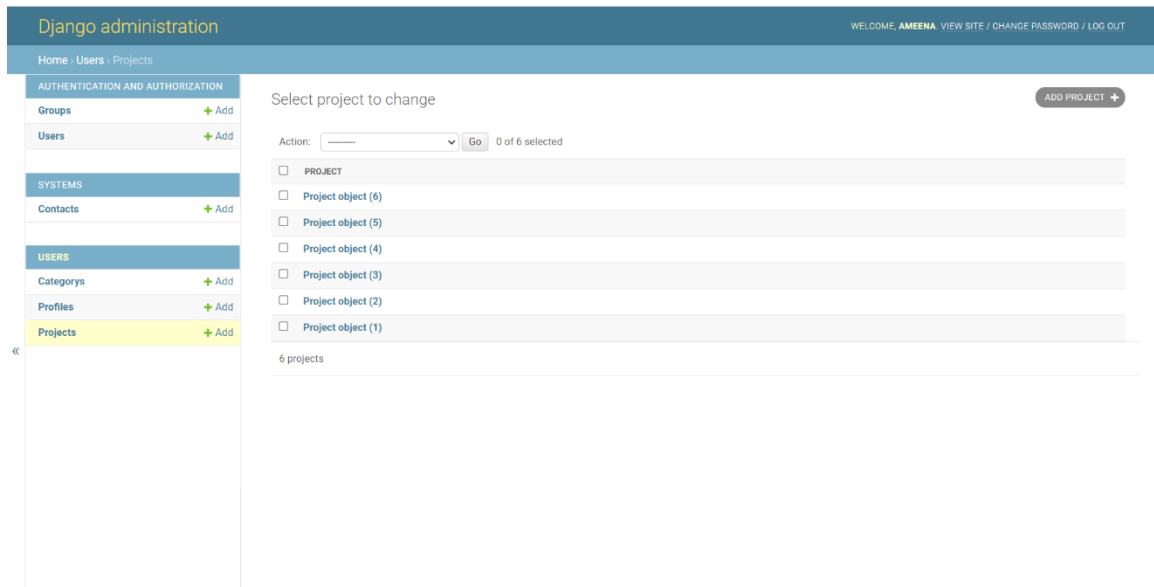 Django administration
WELCOME, AMEENA. VIEW SITE / CHANGE PASSWORD / LOG OUT
Home › Users › Projects
AUTHENTICATION AND AUTHORIZATION
Groups + Add
Users + Add
SYSTEMS
Contacts + Add
USERS
Categorys + Add
Profiles + Add
Projects + Add
«
Select project to change
ADD PROJECT +
Action: --------- Go 0 of 6 selected
PROJECT
Project object (6)
Project object (5)
Project object (4)
Project object (3)
Project object (2)
Project object (1)
6 projects